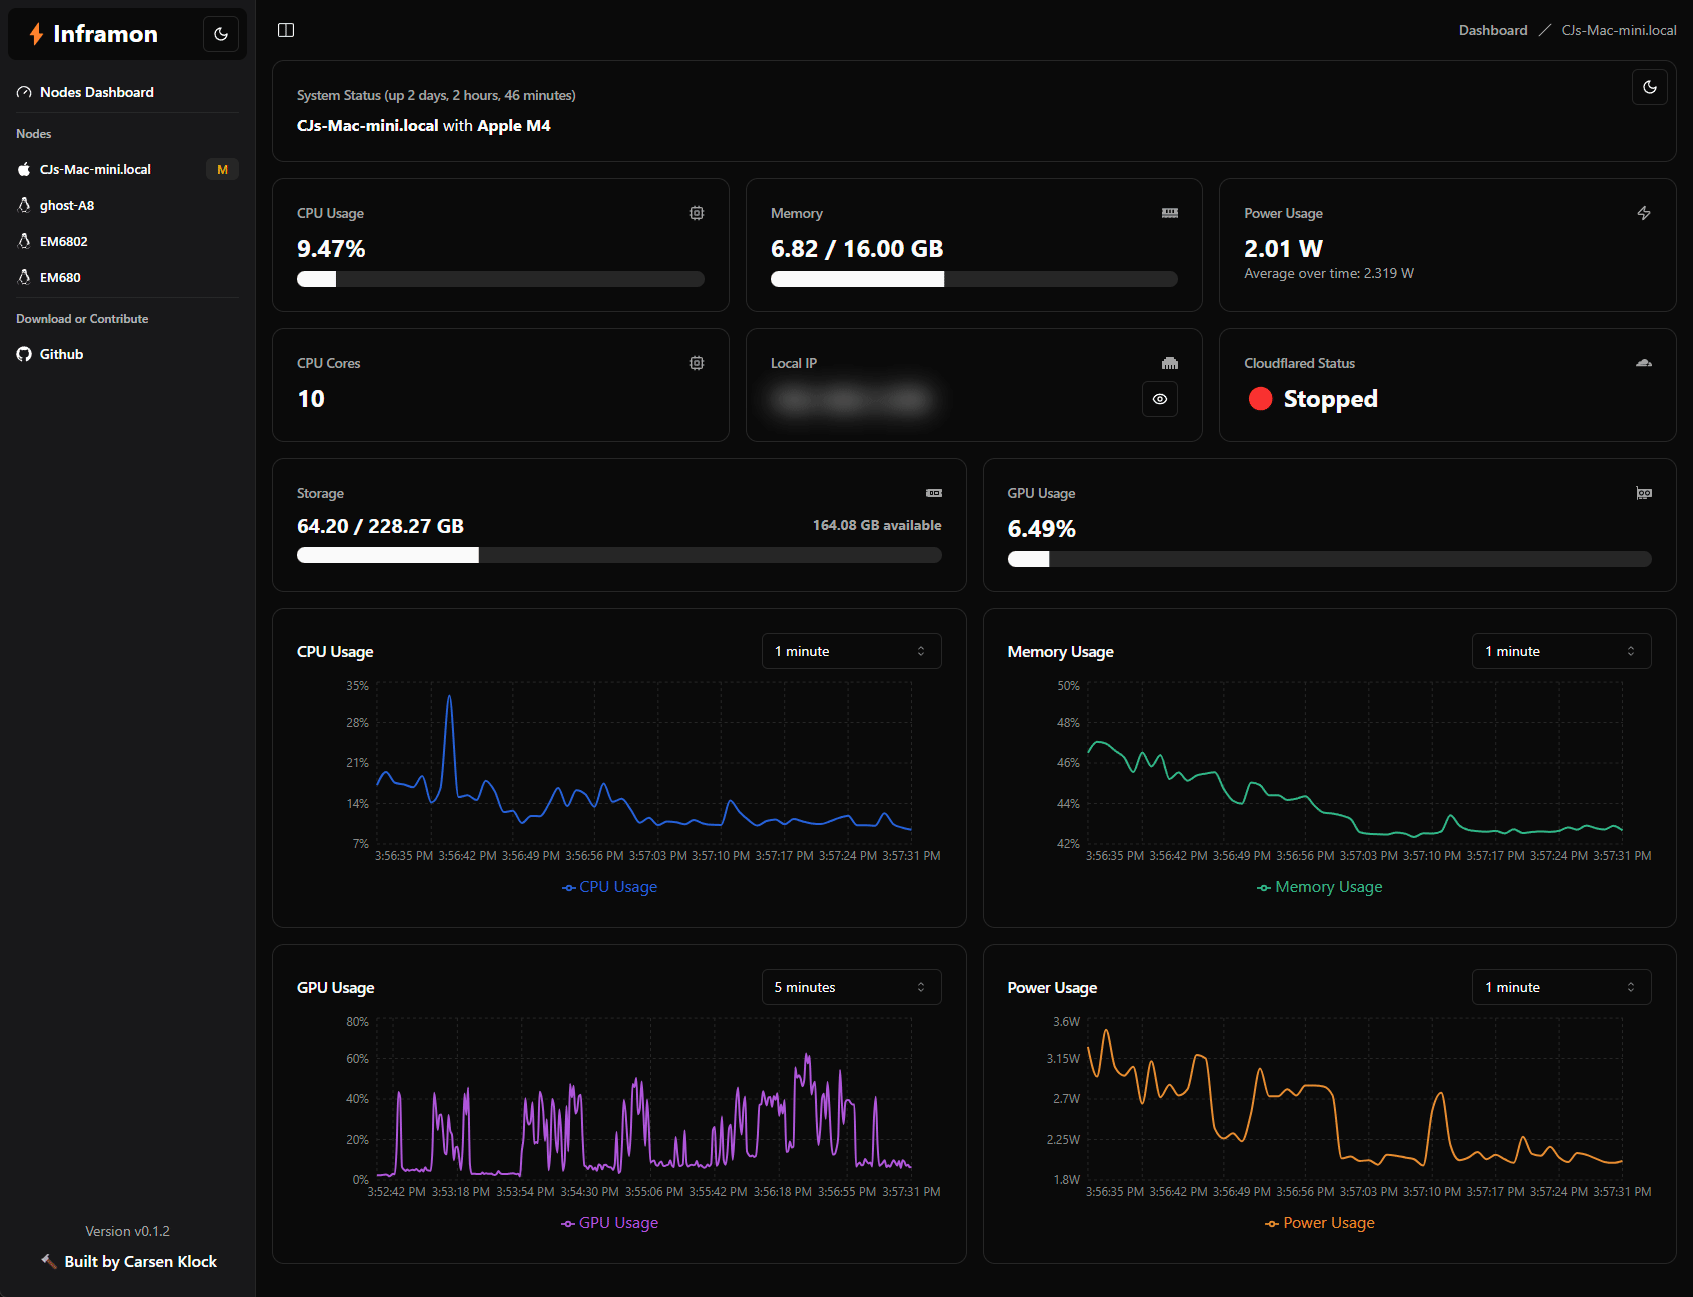 Inframon
Nodes Dashboard
Nodes
CJs-Mac-mini.local
M
ghost-A8
EM6802
EM680
Download or Contribute
Github
Version v0.1.2
Built by Carsen Klock
Dashboard / CJs-Mac-mini.local
System Status (up 2 days, 2 hours, 46 minutes)
CJs-Mac-mini.local with Apple M4
CPU Usage
9.47%
Memory
6.82 / 16.00 GB
Power Usage
2.01 W
Average over time: 2.319 W
CPU Cores
10
Local IP
Cloudflared Status
Stopped
Storage
64.20 / 228.27 GB
164.08 GB available
GPU Usage
6.49%
CPU Usage
1 minute
35%
28%
21%
14%
7%
3:56:35 PM 3:56:42 PM 3:56:49 PM 3:56:56 PM 3:57:03 PM 3:57:10 PM 3:57:17 PM 3:57:24 PM 3:57:31 PM
CPU Usage
Memory Usage
1 minute
50%
48%
46%
44%
42%
3:56:35 PM 3:56:42 PM 3:56:49 PM 3:56:56 PM 3:57:03 PM 3:57:10 PM 3:57:17 PM 3:57:24 PM 3:57:31 PM
Memory Usage
GPU Usage
5 minutes
80%
60%
40%
20%
0%
3:52:42 PM 3:53:18 PM 3:53:54 PM 3:54:30 PM 3:55:06 PM 3:55:42 PM 3:56:18 PM 3:56:55 PM 3:57:31 PM
GPU Usage
Power Usage
1 minute
3.6W
3.15W
2.7W
2.25W
1.8W
3:56:35 PM 3:56:42 PM 3:56:49 PM 3:56:56 PM 3:57:03 PM 3:57:10 PM 3:57:17 PM 3:57:24 PM 3:57:31 PM
Power Usage